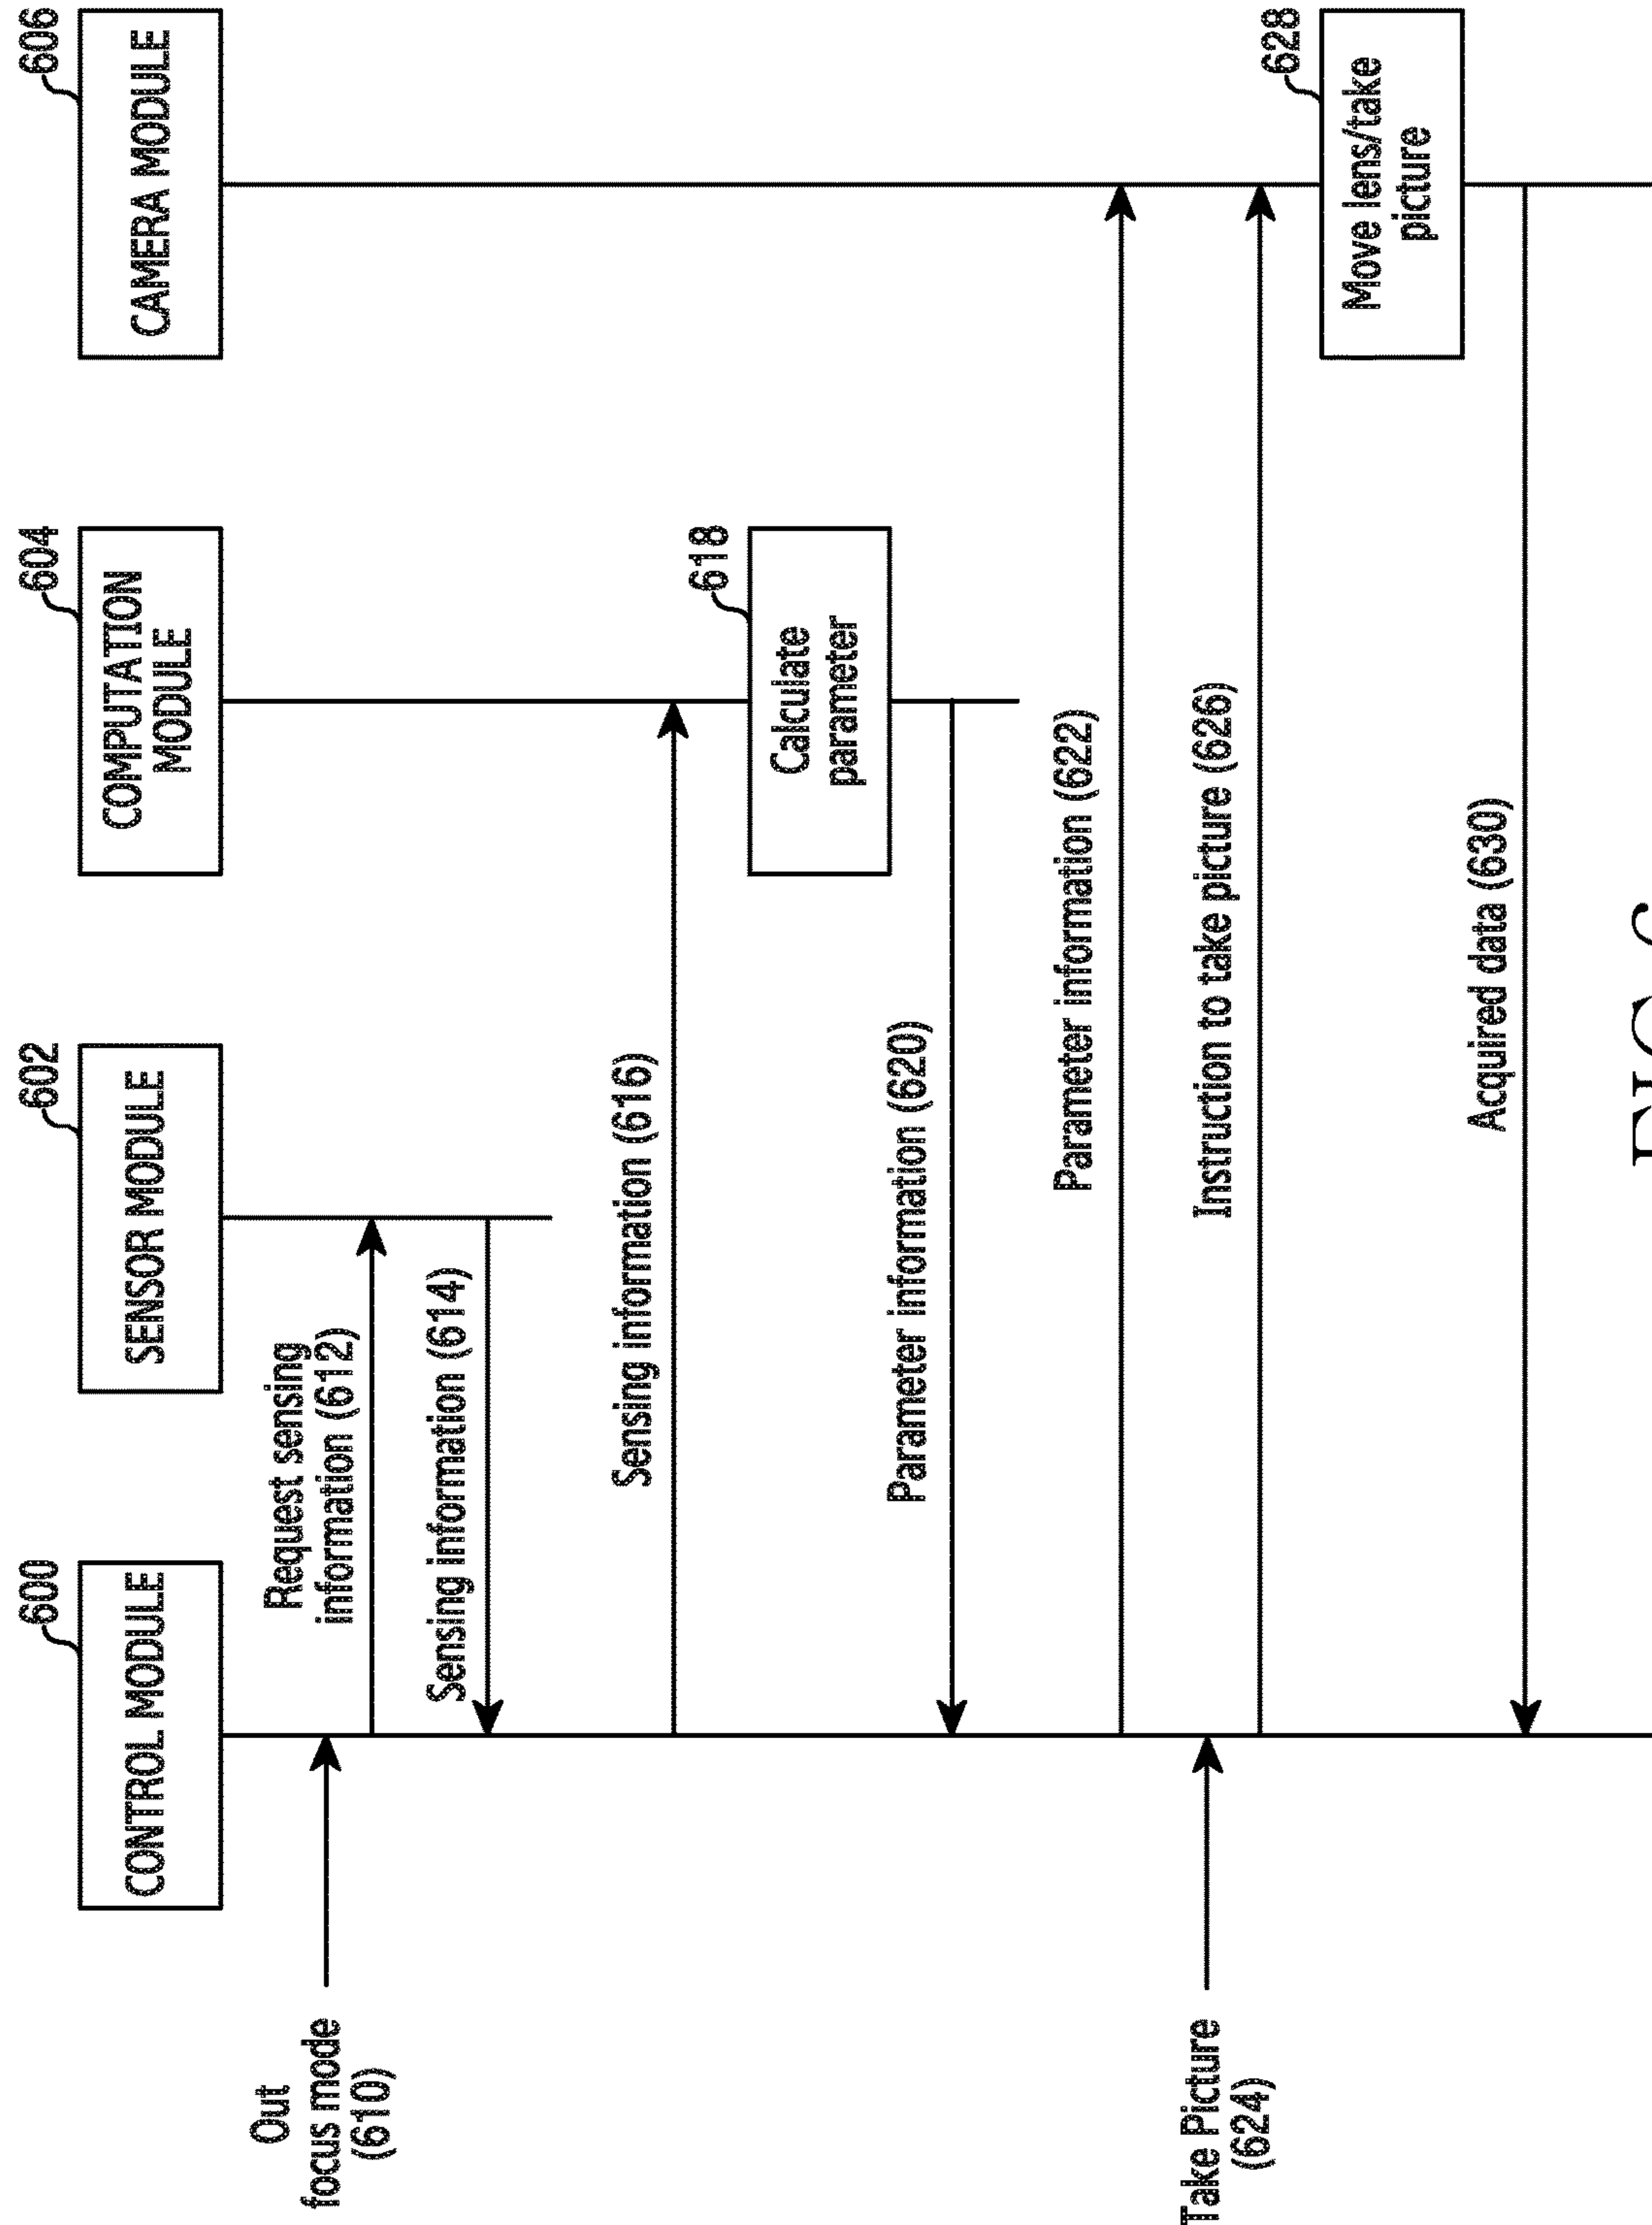 600
CONTROL MODULE
602
SENSOR MODULE
604
COMPUTATION
MODULE
606
CAMERA MODULE
Out
focus mode
(610)
Request sensing
information (612)
Sensing information (614)
Sensing information (616)
618
Calculate
parameter
Parameter information (620)
Parameter information (622)
Take Picture
(624)
Instruction to take picture (626)
628
Move lens/take
picture
Acquired data (630)